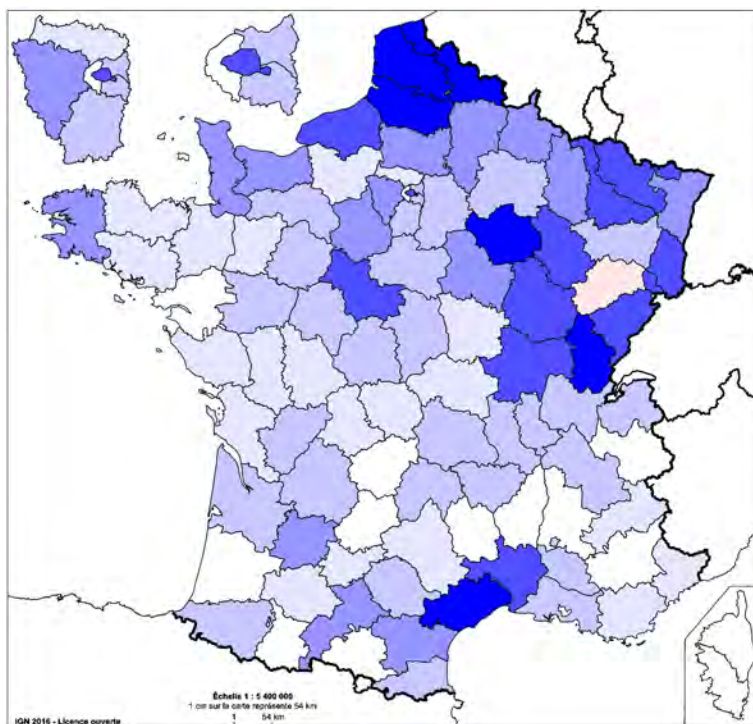 Échelle 1 : 5 400 000
1 cm sur la carte représente 54 km
1 54 km
IGN 2016 - Licence ouverte